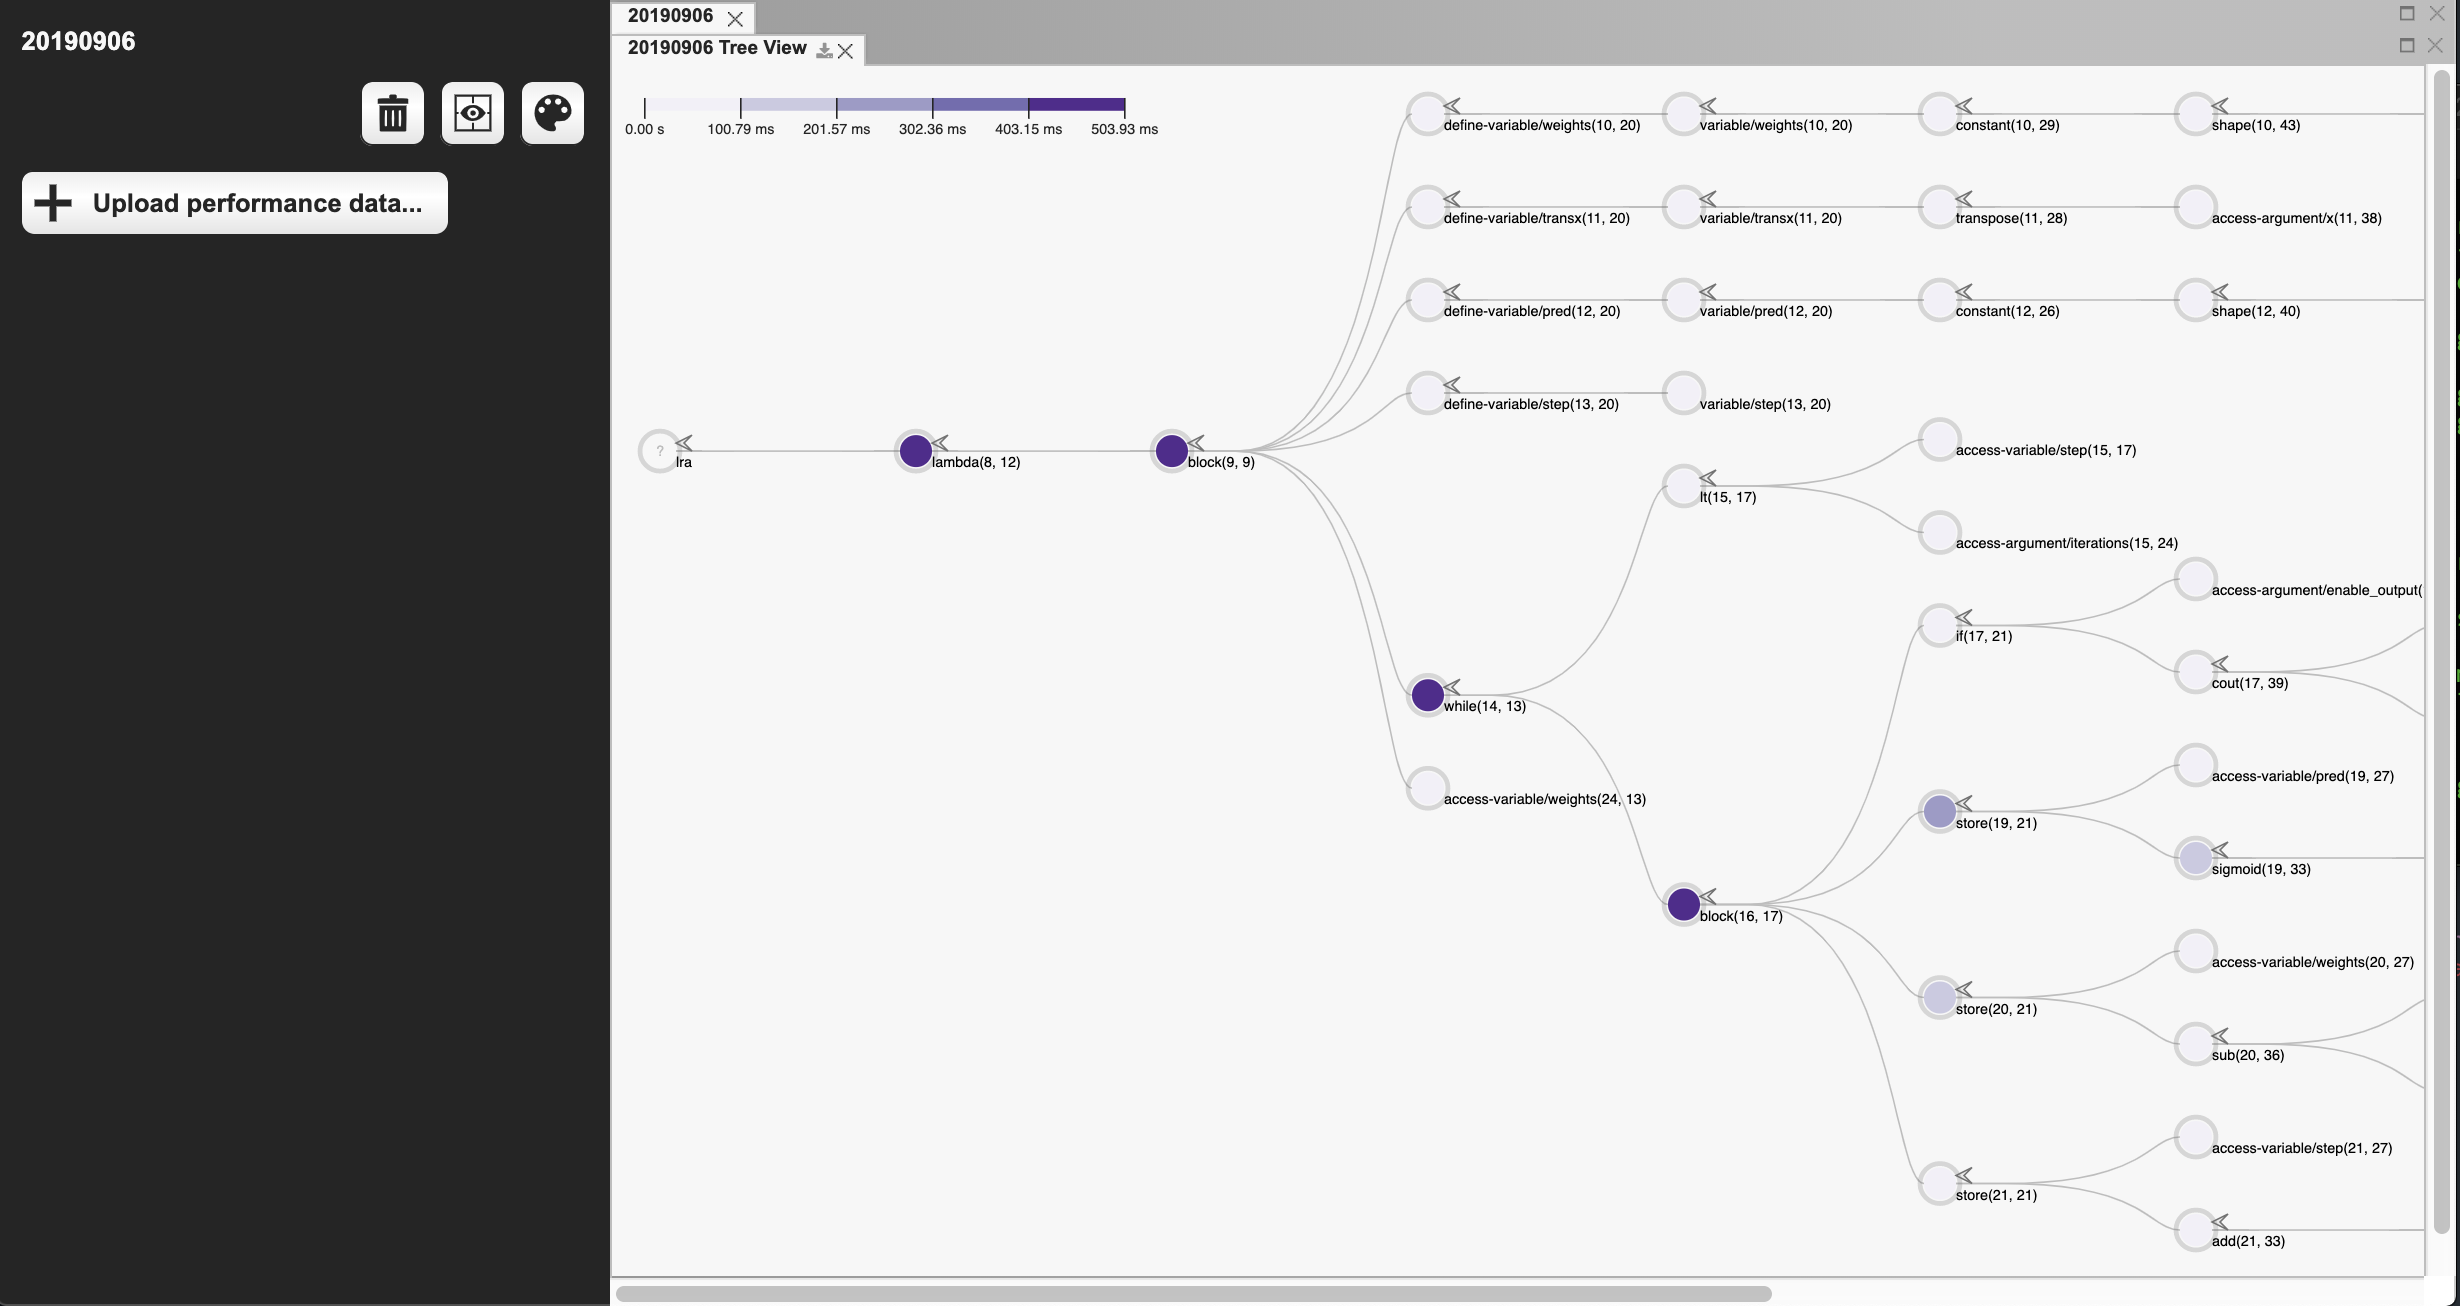 20190906
Upload performance data...
20190906
20190906 Tree View
0.00 s
100.79 ms
201.57 ms
302.36 ms
403.15 ms
503.93 ms
define-variable/weights(10, 20)
variable/weights(10, 20)
constant(10, 29)
shape(10, 43)
define-variable/transx(11, 20)
variable/transx(11, 20)
transpose(11, 28)
access-argument/x(11, 38)
define-variable/pred(12, 20)
variable/pred(12, 20)
constant(12, 26)
shape(12, 40)
define-variable/step(13, 20)
variable/step(13, 20)
?
lra
lambda(8, 12)
block(9, 9)
access-variable/step(15, 17)
lt(15, 17)
access-argument/iterations(15, 24)
access-argument/enable_output(
if(17, 21)
cout(17, 39)
while(14, 13)
access-variable/pred(19, 27)
access-variable/weights(24, 13)
store(19, 21)
sigmoid(19, 33)
block(16, 17)
access-variable/weights(20, 27)
store(20, 21)
sub(20, 36)
access-variable/step(21, 27)
store(21, 21)
add(21, 33)